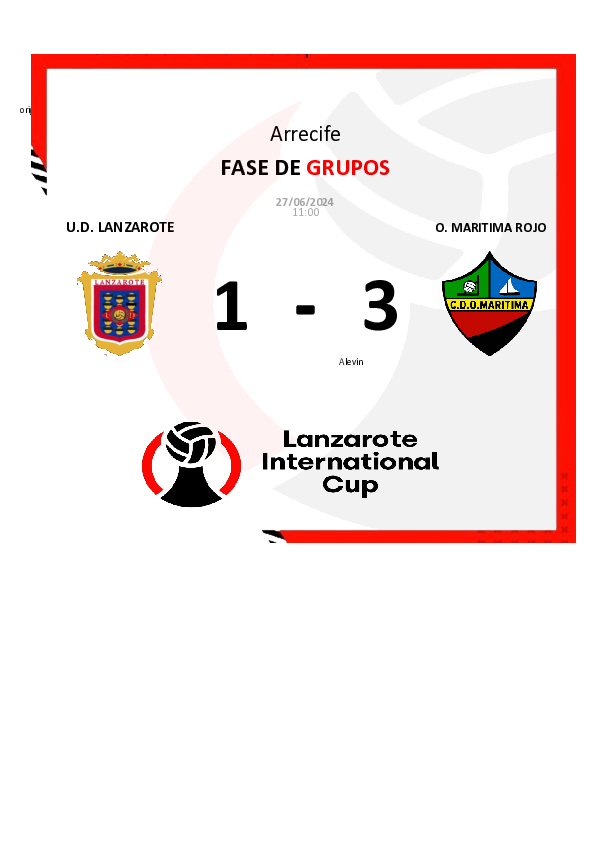 Arrecife
FASE DE GRUPOS
27/06/2024
11:00
U.D. LANZAROTE
O. MARITIMA ROJO
LANZAROTE
C.D.O.MARITIMA
1 - 3
Alevin
Lanzarote
International
Cup